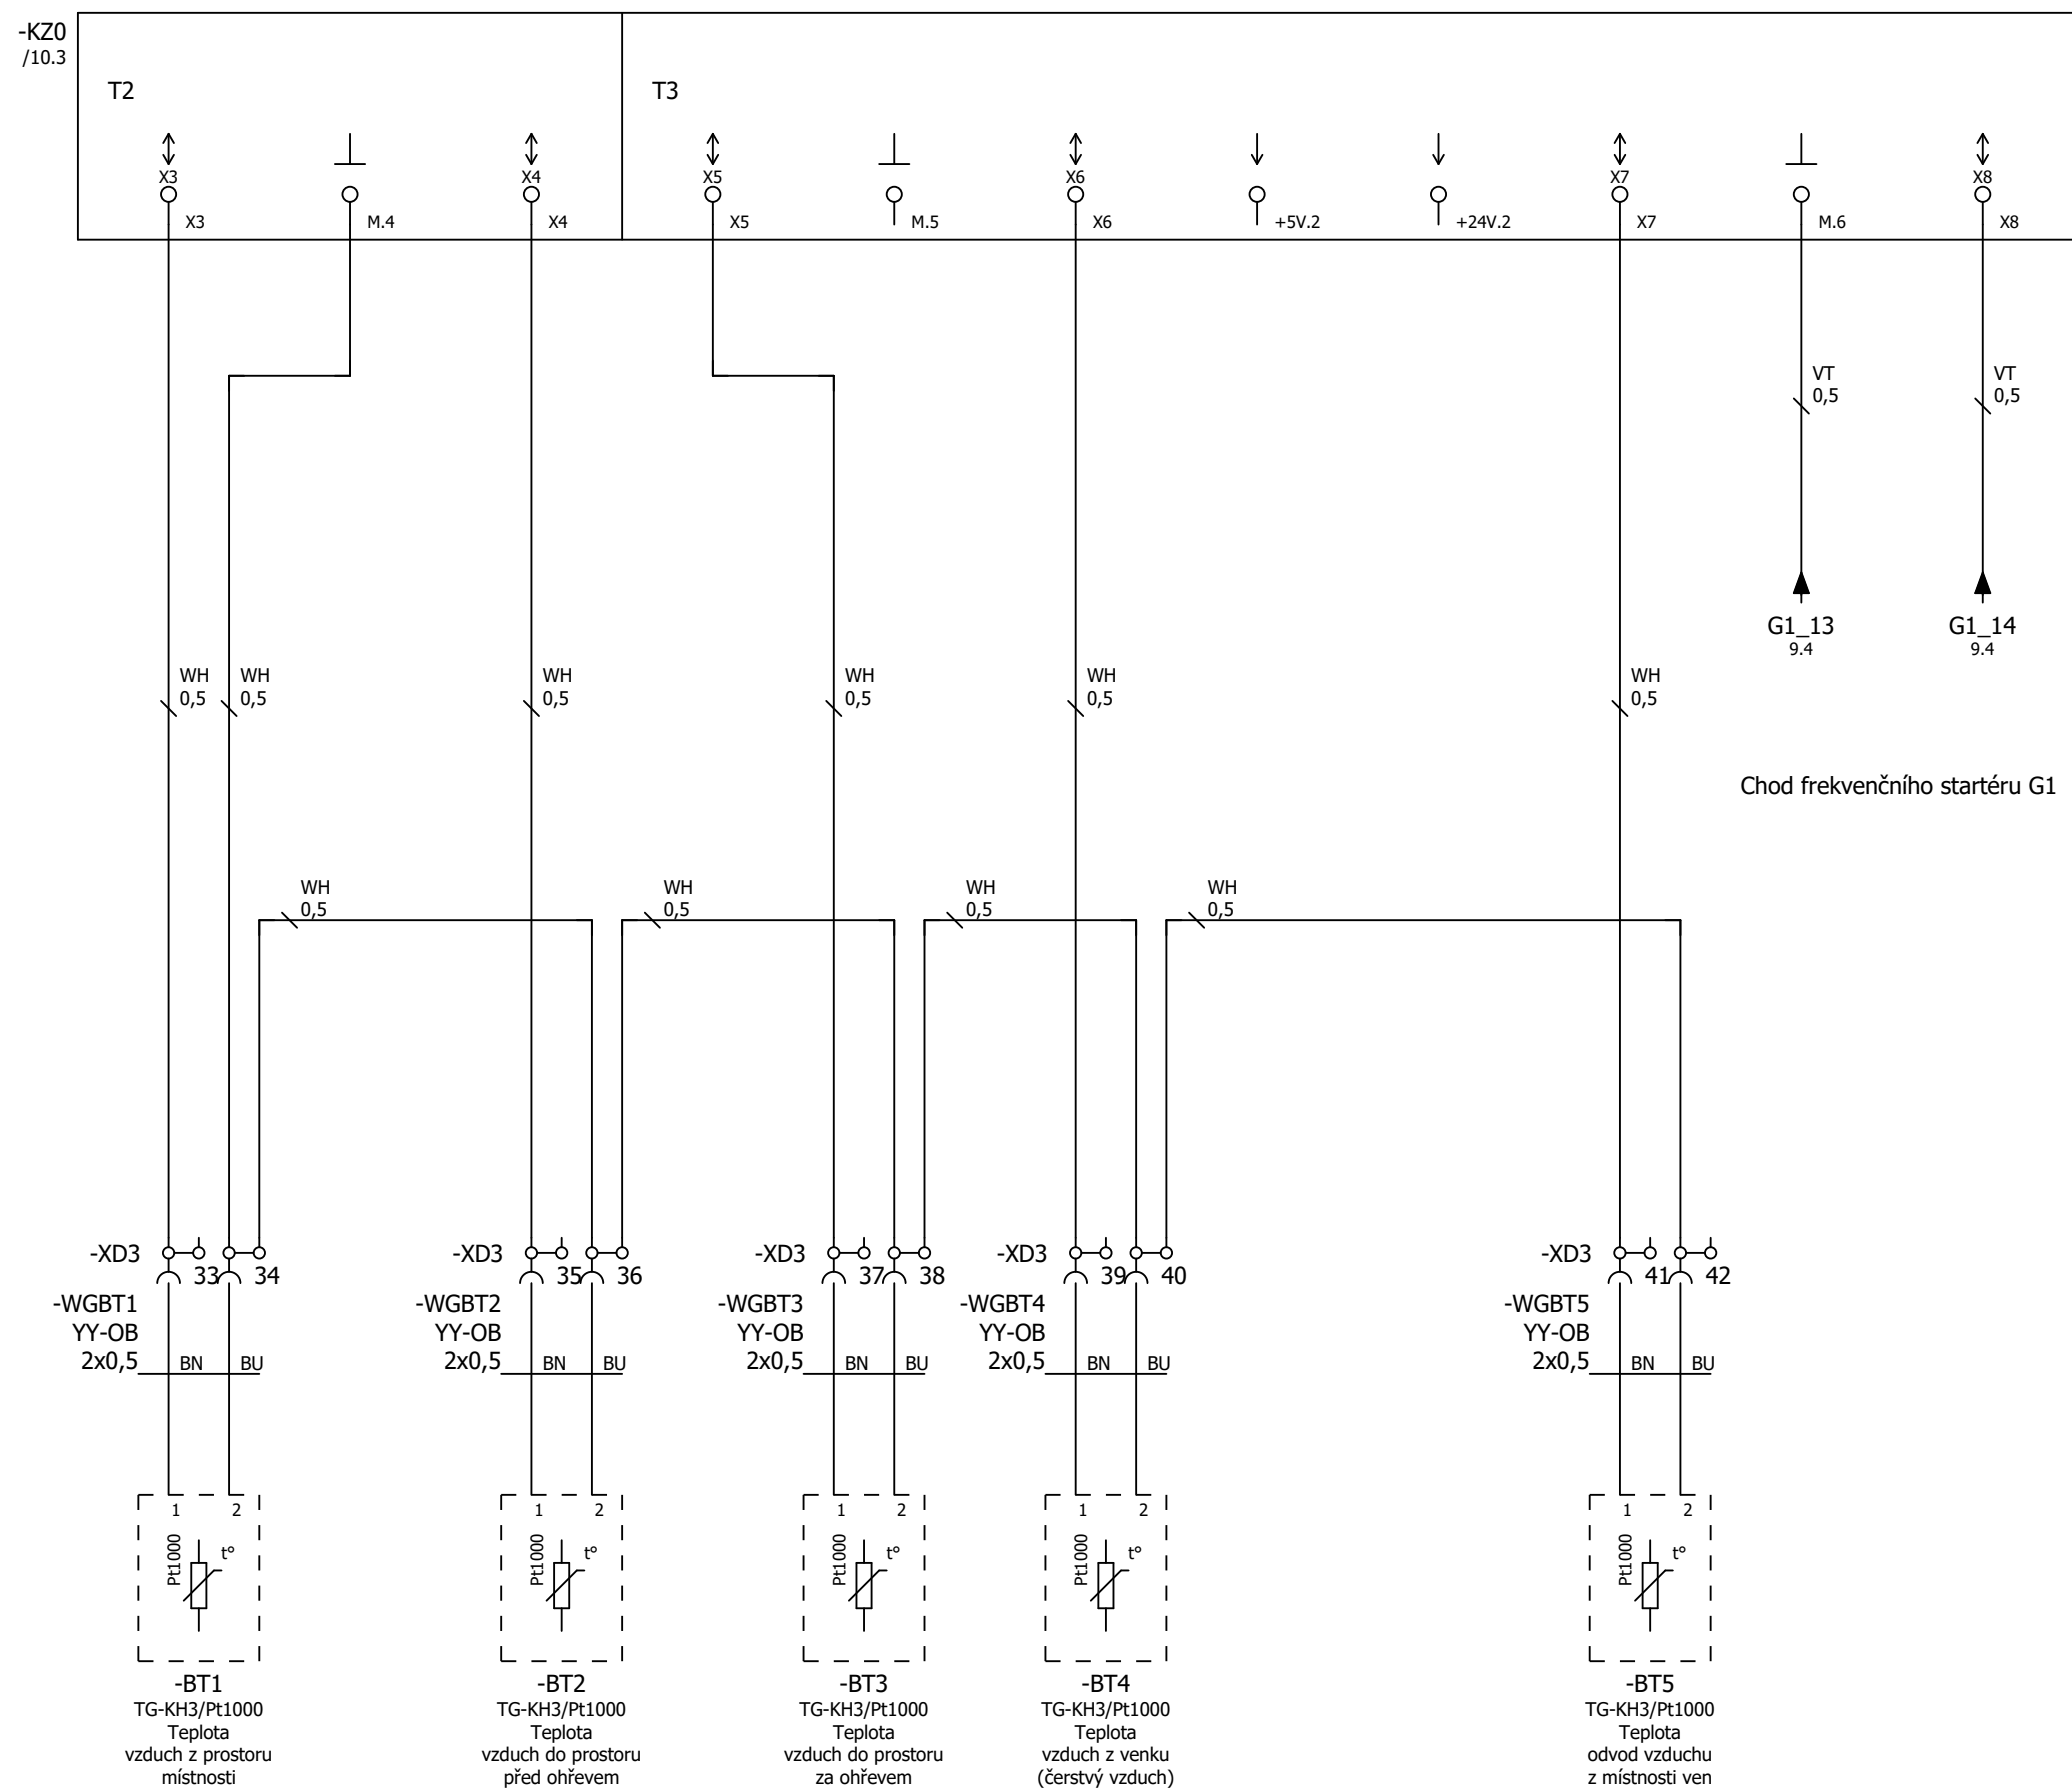 -KZ0
/10.3
T2
T3
X3
X4
X5
X6
X7
X8
X3
M.4
X4
X5
M.5
X6
+5V.2
+24V.2
X7
M.6
X8
VT
0,5
VT
0,5
G1_13
9.4
G1_14
9.4
WH
0,5
WH
0,5
WH
0,5
WH
0,5
WH
0,5
WH
0,5
Chod frekvenčního startéru G1
WH
0,5
WH
0,5
WH
0,5
WH
0,5
-XD3
33
34
-XD3
35
36
-XD3
37
38
-XD3
39
40
-XD3
41
42
-WGBT1
YY-OB
2x0,5
BN
BU
-WGBT2
YY-OB
2x0,5
BN
BU
-WGBT3
YY-OB
2x0,5
BN
BU
-WGBT4
YY-OB
2x0,5
BN
BU
-WGBT5
YY-OB
2x0,5
BN
BU
1
2
Pt1000
t°
1
2
Pt1000
t°
1
2
Pt1000
t°
1
2
Pt1000
t°
1
2
Pt1000
t°
-BT1
TG-KH3/Pt1000
Teplota
vzduch z prostoru
místnosti
-BT2
TG-KH3/Pt1000
Teplota
vzduch do prostoru
před ohřevem
-BT3
TG-KH3/Pt1000
Teplota
vzduch do prostoru
za ohřevem
-BT4
TG-KH3/Pt1000
Teplota
vzduch z venku
(čerstvý vzduch)
-BT5
TG-KH3/Pt1000
Teplota
odvod vzduchu
z místnosti ven